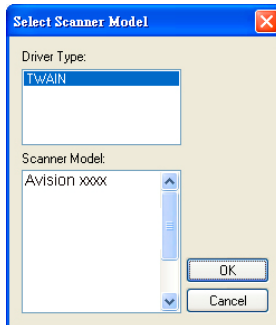 Select Scanner Model
Driver Type:
TWAIN
Scanner Model:
Avision xxxx
OK
Cancel